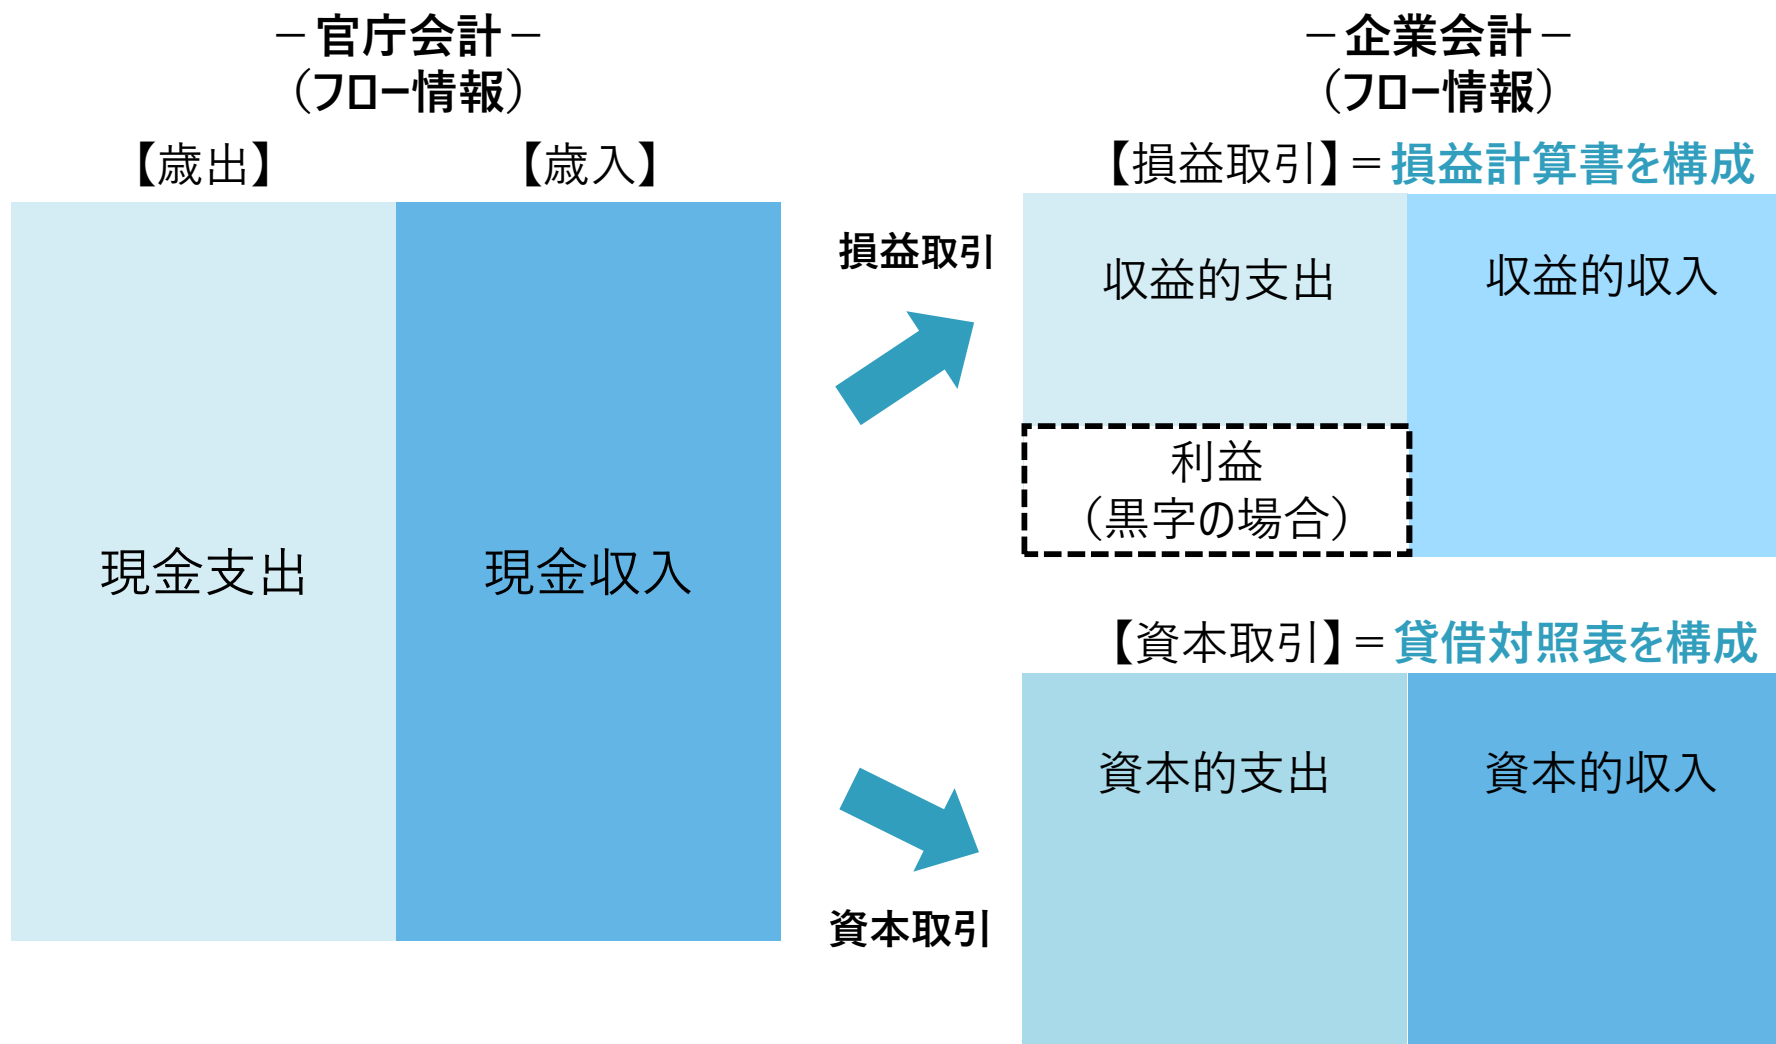 －官庁会計－
（フロー情報）
【歳出】
【歳入】
現金支出
現金収入
損益取引
資本取引
－企業会計－
（フロー情報）
【損益取引】＝損益計算書を構成
収益的支出
収益的収入
利益
（黒字の場合）
【資本取引】＝貸借対照表を構成
資本的支出
資本的収入